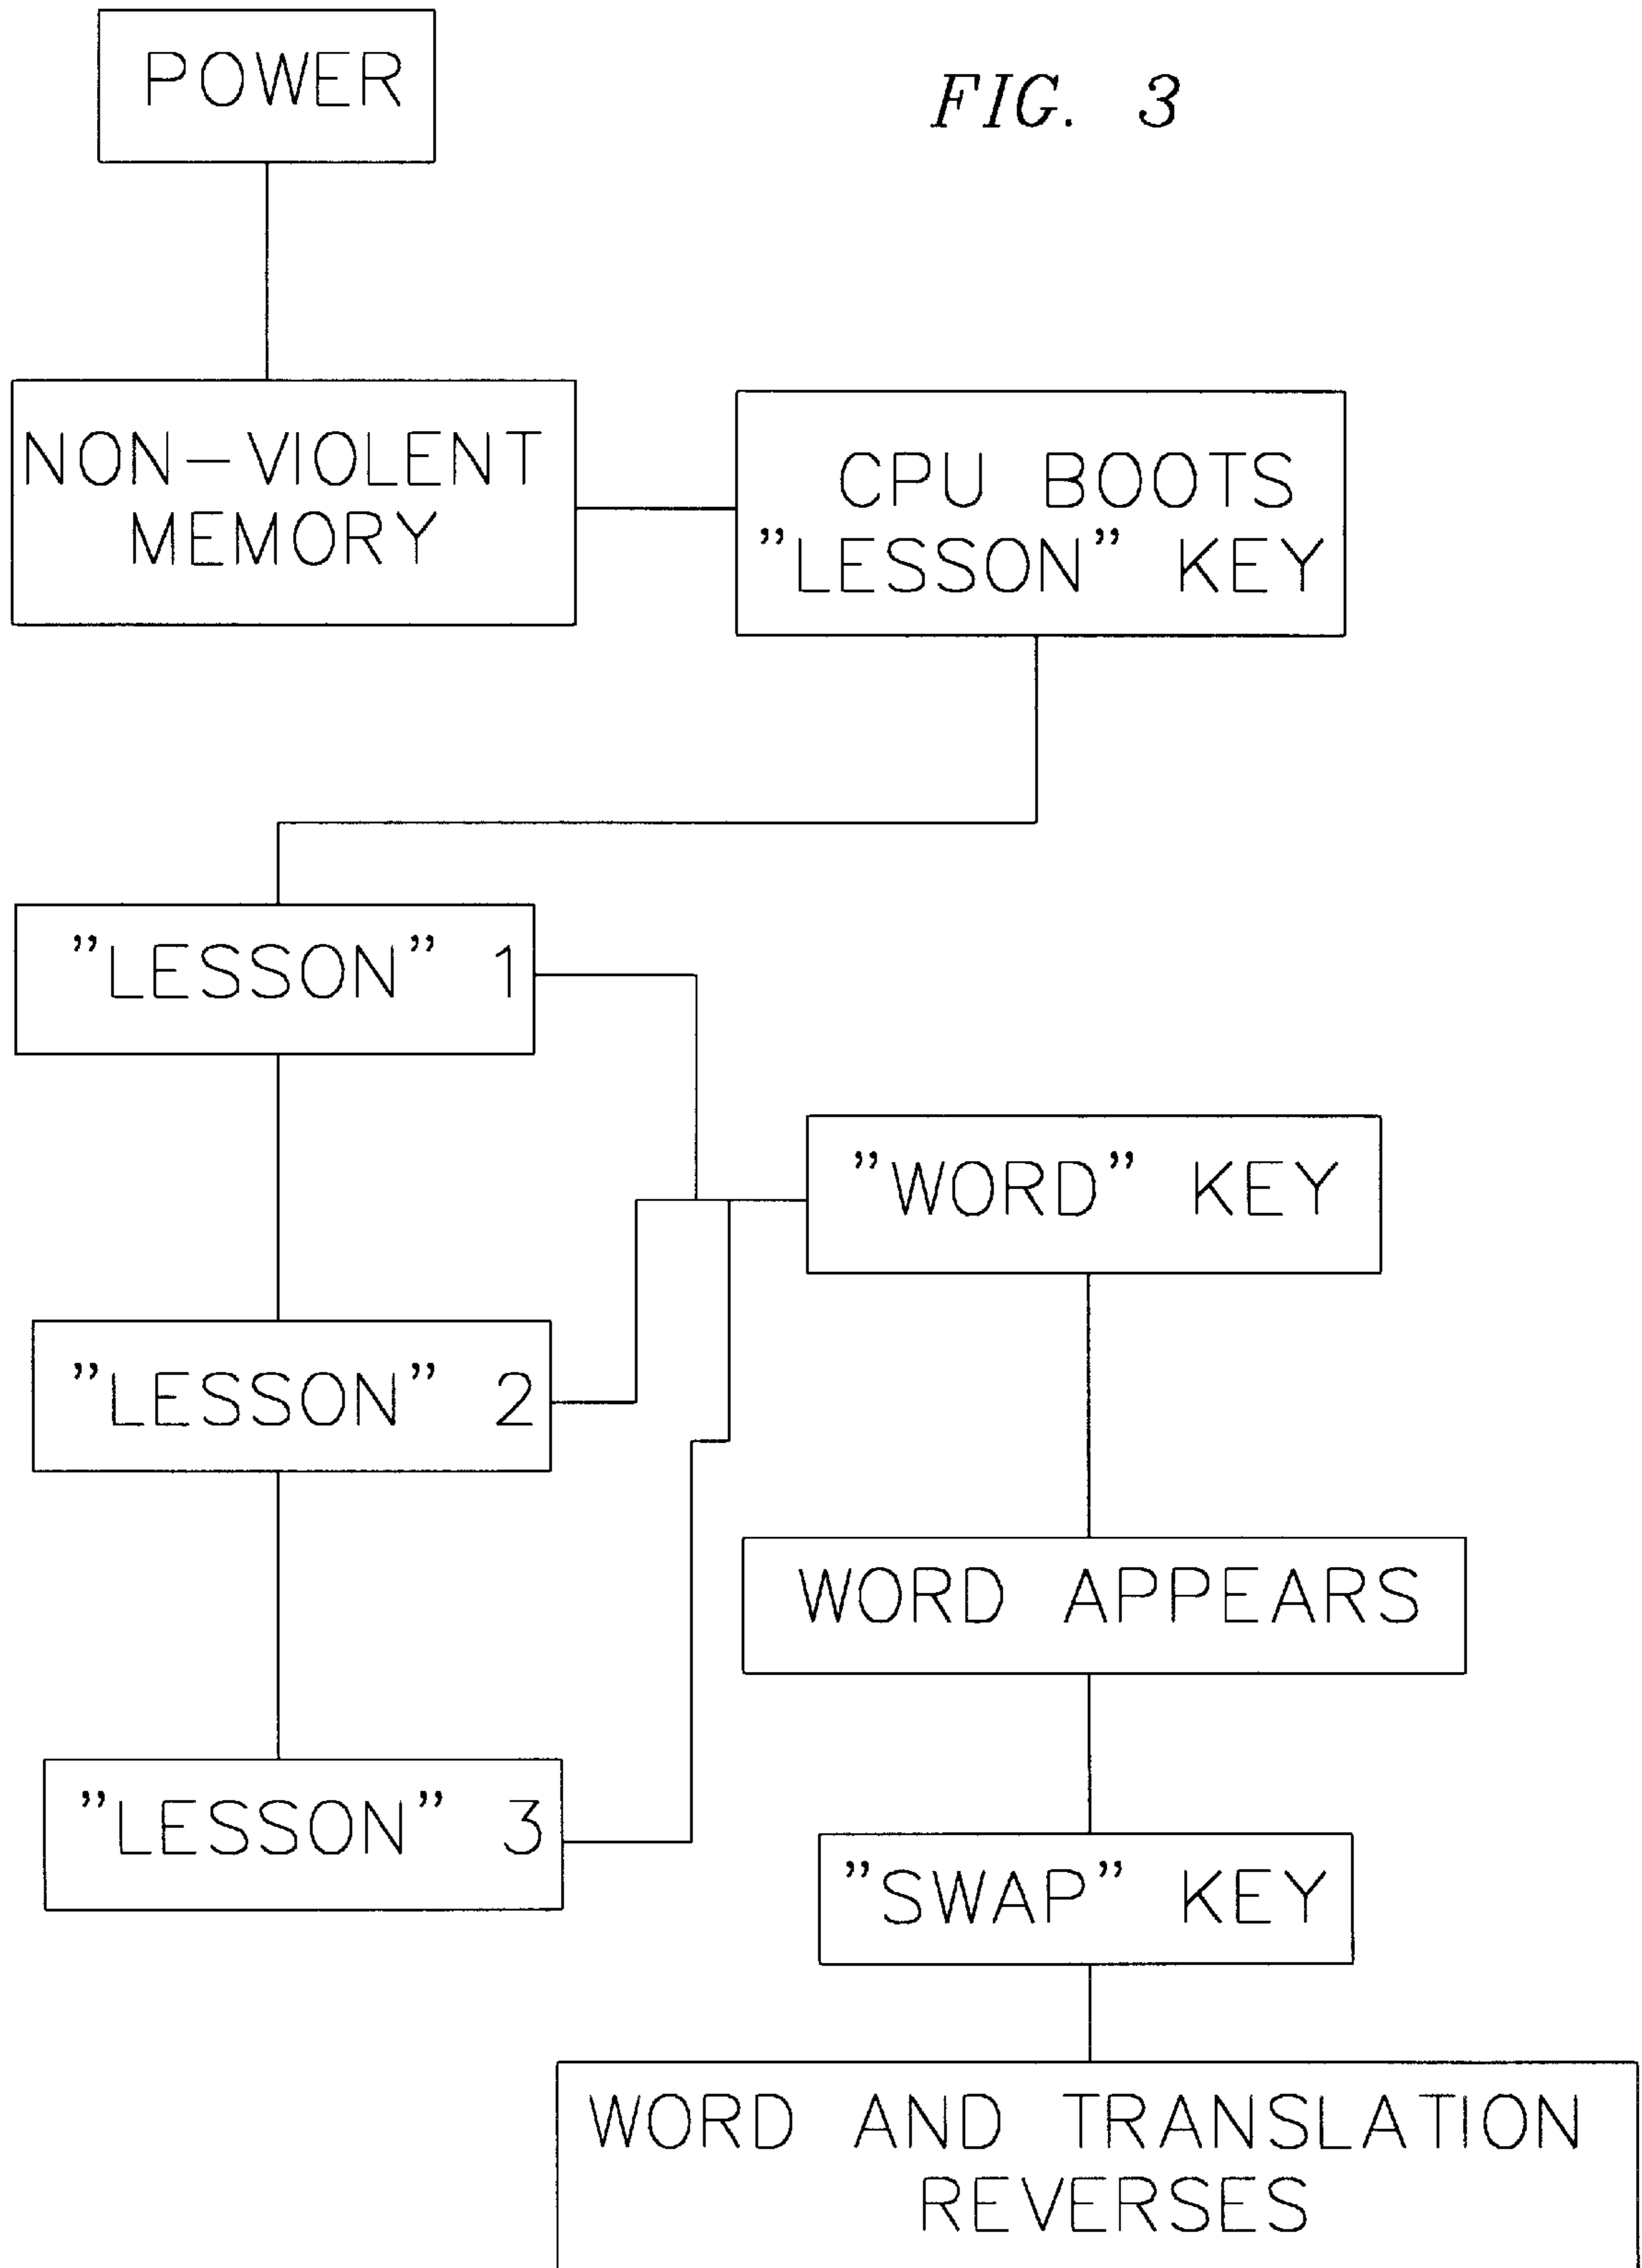 POWER
FIG. 3
NON-VIOLENT
MEMORY
CPU BOOTS
"LESSON" KEY
"LESSON" 1
"WORD" KEY
"LESSON" 2
WORD APPEARS
"LESSON" 3
"SWAP" KEY
WORD AND TRANSLATION
REVERSES